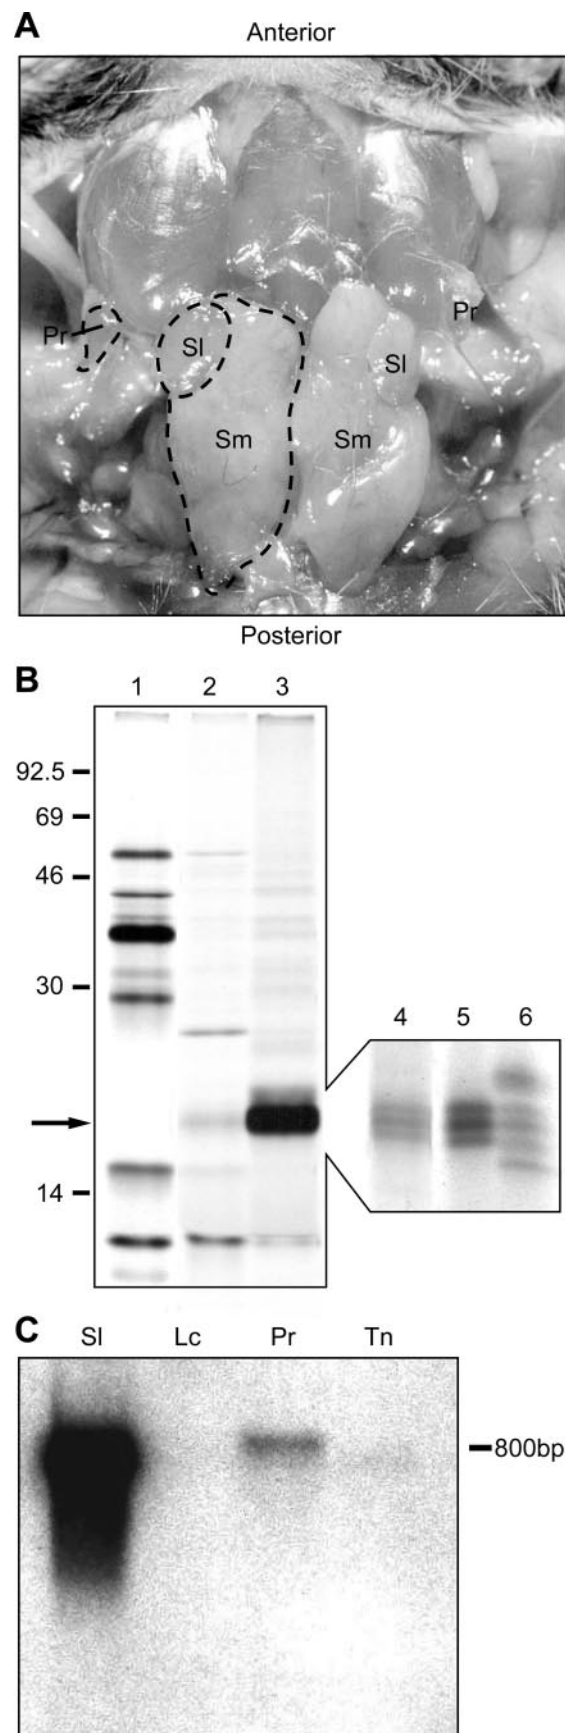 A
Anterior
Pr
Sl
Sm
Sm
Sl
Pr
Posterior
B
1 2 3
92.5
69
46
30
14
4 5 6
C
Sl Lc Pr Tn
800bp